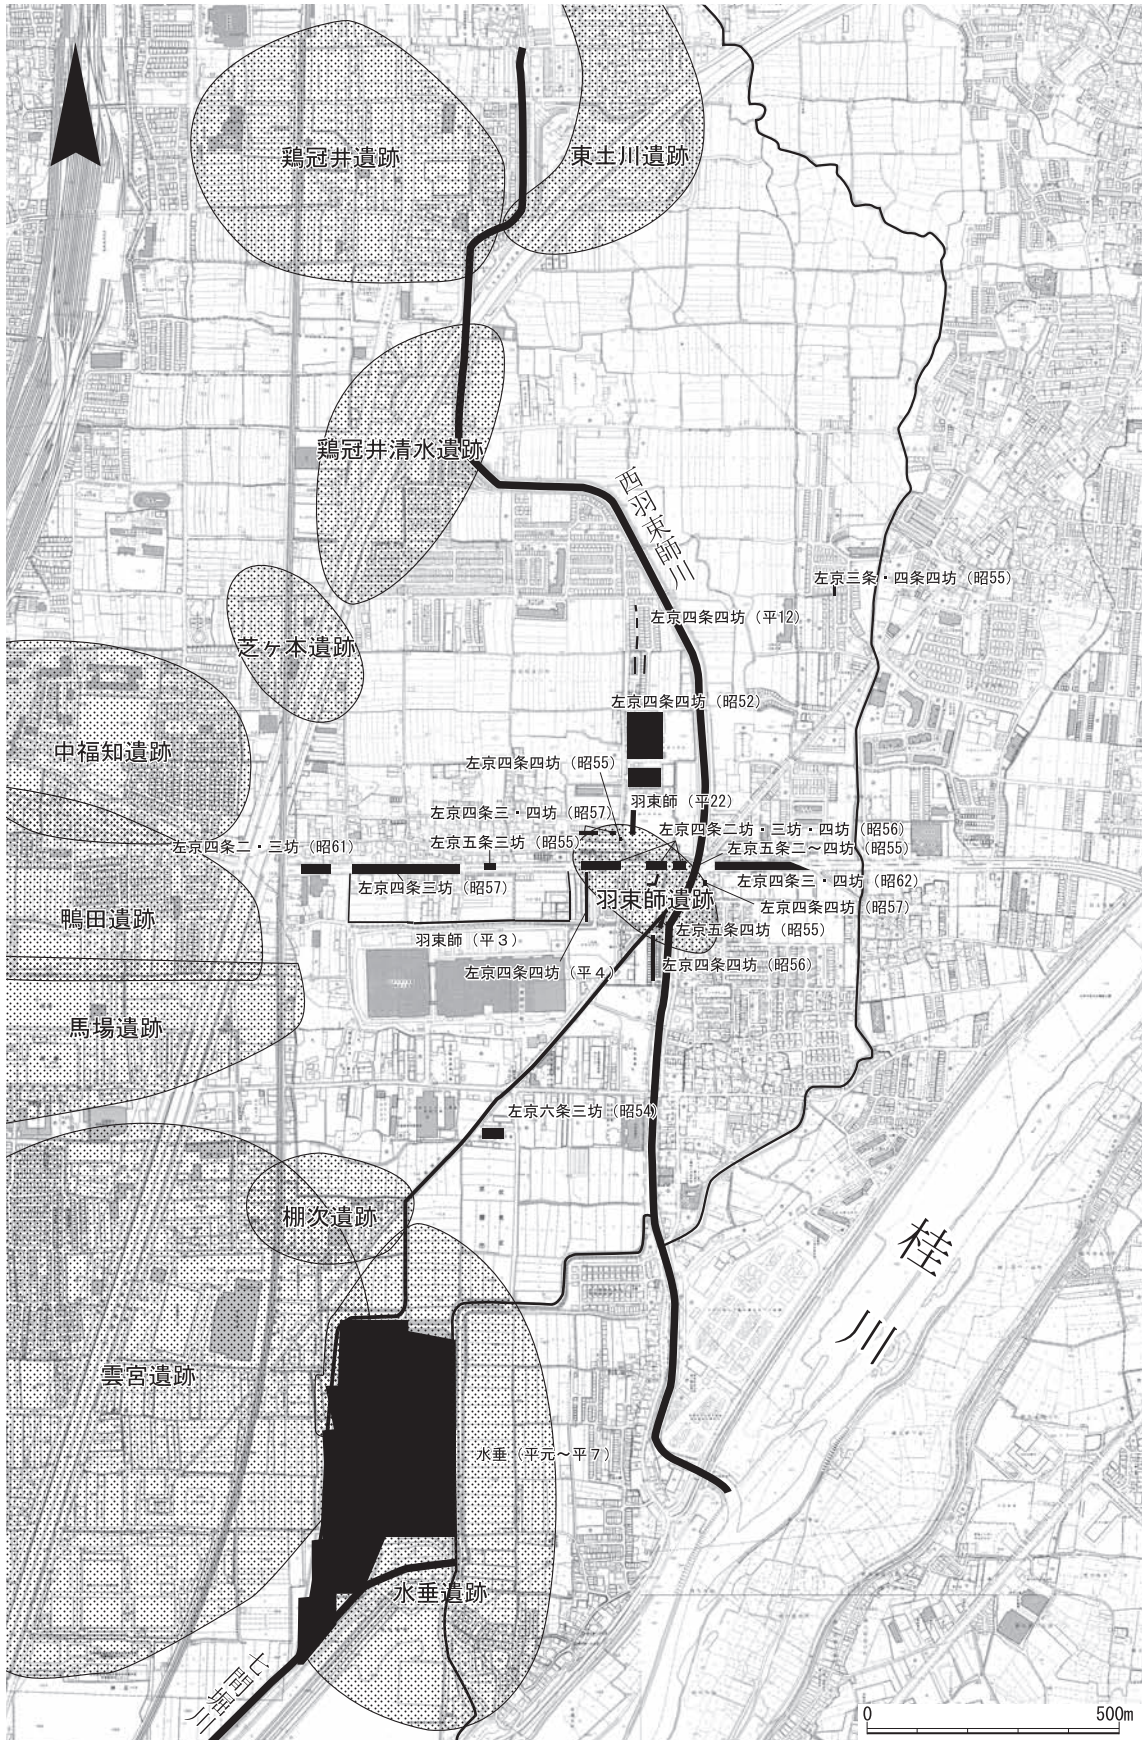 鶏冠井遺跡
東土川遺跡
鶏冠井清水遺跡
西羽束師川
左京三条・四条四坊（昭55）
左京四条四坊（平12）
芝ヶ本遺跡
左京四条四坊（昭52）
中福知遺跡
左京四条四坊（昭55）
羽束師（平22）
左京四条三・四坊（昭57）
左京四条二坊・三坊・四坊（昭56）
左京五条三坊（昭55）
左京四条二・三坊（昭61）
左京五条二～四坊（昭55）
左京四条三坊（昭57）
左京四条三・四坊（昭62）
羽束師遺跡
左京四条四坊（昭57）
鴨田遺跡
左京五条四坊（昭55）
羽束師（平３）
左京四条四坊（平４）
左京四条四坊（昭56）
馬場遺跡
左京六条三坊（昭54）
棚次遺跡
桂川
雲宮遺跡
水垂（平元～平７）
水垂遺跡
七間堀川
0 500m